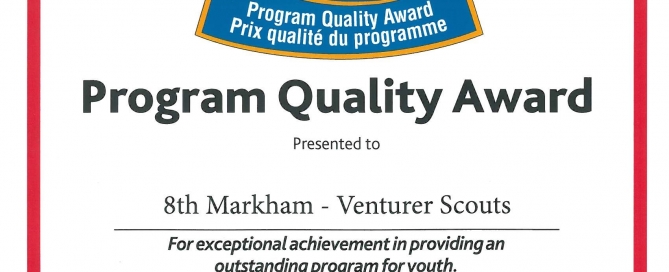 Program Quality Award
Prix qualité du programme
Program Quality Award
Presented to
8th Markham - Venturer Scouts
For exceptional achievement in providing an
outstanding program for youth.